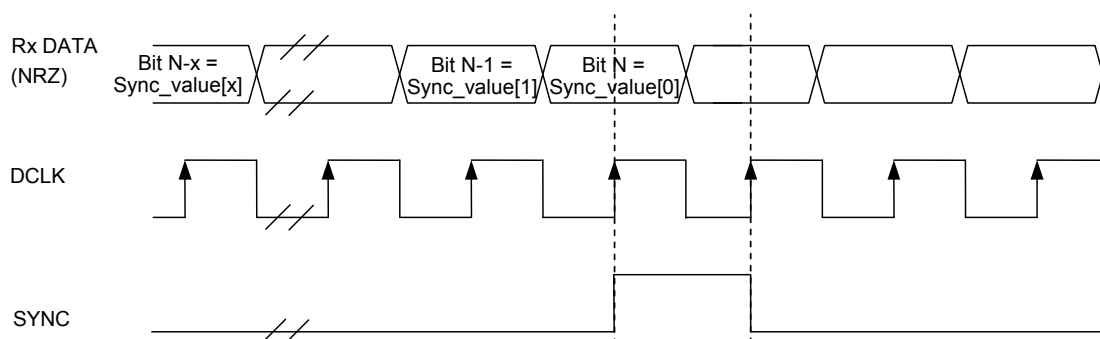 Rx DATA
(NRZ)
Bit N-x =
Sync_value[x]
Bit N-1 =
Sync_value[1]
Bit N =
Sync_value[0]
DCLK
SYNC